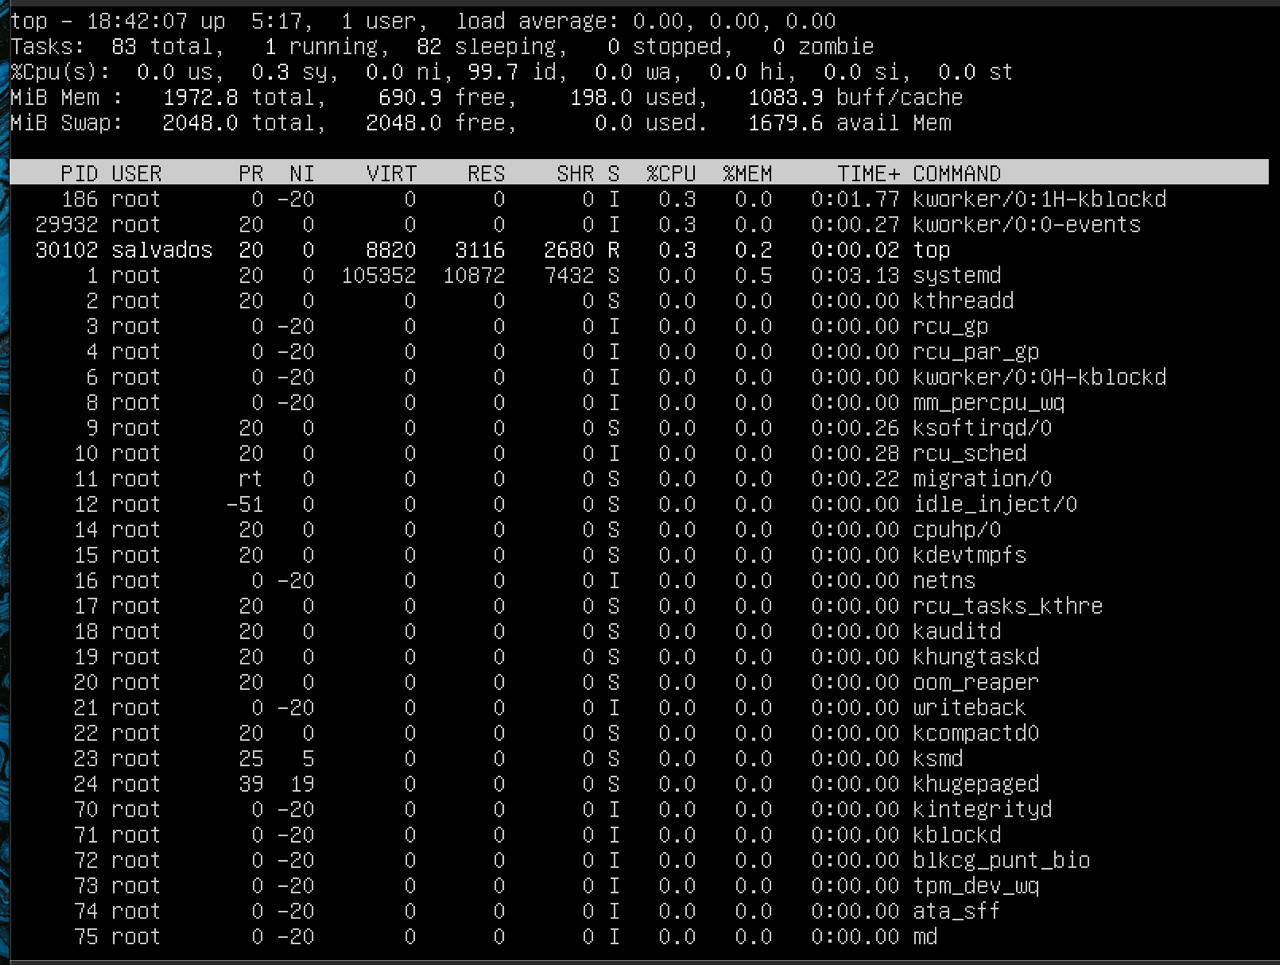 top - 18:42:07 up  5:17,  1 user,  load average: 0.00, 0.00, 0.00
Tasks:  83 total,   1 running,  82 sleeping,   0 stopped,   0 zombie
%Cpu(s):  0.0 us,  0.3 sy,  0.0 ni, 99.7 id,  0.0 wa,  0.0 hi,  0.0 si,  0.0 st
MiB Mem :   1972.8 total,    690.9 free,    198.0 used,   1083.9 buff/cache
MiB Swap:   2048.0 total,   2048.0 free,      0.0 used.   1679.6 avail Mem
PID USER      PR  NI    VIRT    RES    SHR S  %CPU  %MEM     TIME+ COMMAND
186 root       0 -20       0      0      0 I   0.3   0.0   0:01.77 kworker/0:1H-kblockd
29932 root      20   0       0      0      0 I   0.3   0.0   0:00.27 kworker/0:0-events
30102 salvados  20   0    8820   3116   2680 R   0.3   0.2   0:00.02 top
1 root      20   0  105352  10872   7432 S   0.0   0.5   0:03.13 systemd
2 root      20   0       0      0      0 S   0.0   0.0   0:00.00 kthreadd
3 root       0 -20       0      0      0 I   0.0   0.0   0:00.00 rcu_gp
4 root       0 -20       0      0      0 I   0.0   0.0   0:00.00 rcu_par_gp
6 root       0 -20       0      0      0 I   0.0   0.0   0:00.00 kworker/0:0H-kblockd
8 root       0 -20       0      0      0 I   0.0   0.0   0:00.00 mm_percpu_wq
9 root      20   0       0      0      0 S   0.0   0.0   0:00.26 ksoftirqd/0
10 root      20   0       0      0      0 I   0.0   0.0   0:00.28 rcu_sched
11 root      rt   0       0      0      0 S   0.0   0.0   0:00.22 migration/0
12 root     -51   0       0      0      0 S   0.0   0.0   0:00.00 idle_inject/0
14 root      20   0       0      0      0 S   0.0   0.0   0:00.00 cpuhp/0
15 root      20   0       0      0      0 S   0.0   0.0   0:00.00 kdevtmpfs
16 root       0 -20       0      0      0 I   0.0   0.0   0:00.00 netns
17 root      20   0       0      0      0 S   0.0   0.0   0:00.00 rcu_tasks_kthre
18 root      20   0       0      0      0 S   0.0   0.0   0:00.00 kauditd
19 root      20   0       0      0      0 S   0.0   0.0   0:00.00 khungtaskd
20 root      20   0       0      0      0 S   0.0   0.0   0:00.00 oom_reaper
21 root       0 -20       0      0      0 I   0.0   0.0   0:00.00 writeback
22 root      20   0       0      0      0 S   0.0   0.0   0:00.00 kcompactd0
23 root      25   5       0      0      0 S   0.0   0.0   0:00.00 ksmd
24 root      39  19       0      0      0 S   0.0   0.0   0:00.00 khugepaged
70 root       0 -20       0      0      0 I   0.0   0.0   0:00.00 kintegrityd
71 root       0 -20       0      0      0 I   0.0   0.0   0:00.00 kblockd
72 root       0 -20       0      0      0 I   0.0   0.0   0:00.00 blkcg_punt_bio
73 root       0 -20       0      0      0 I   0.0   0.0   0:00.00 tpm_dev_wq
74 root       0 -20       0      0      0 I   0.0   0.0   0:00.00 ata_sff
75 root       0 -20       0      0      0 I   0.0   0.0   0:00.00 md